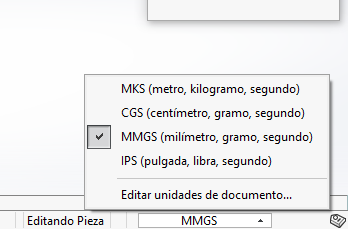 MKS (metro, kilogramo, segundo)
CGS (centímetro, gramo, segundo)
MMGS (milímetro, gramo, segundo)
IPS (pulgada, libra, segundo)
Editar unidades de documento...
Editando Pieza MMGS